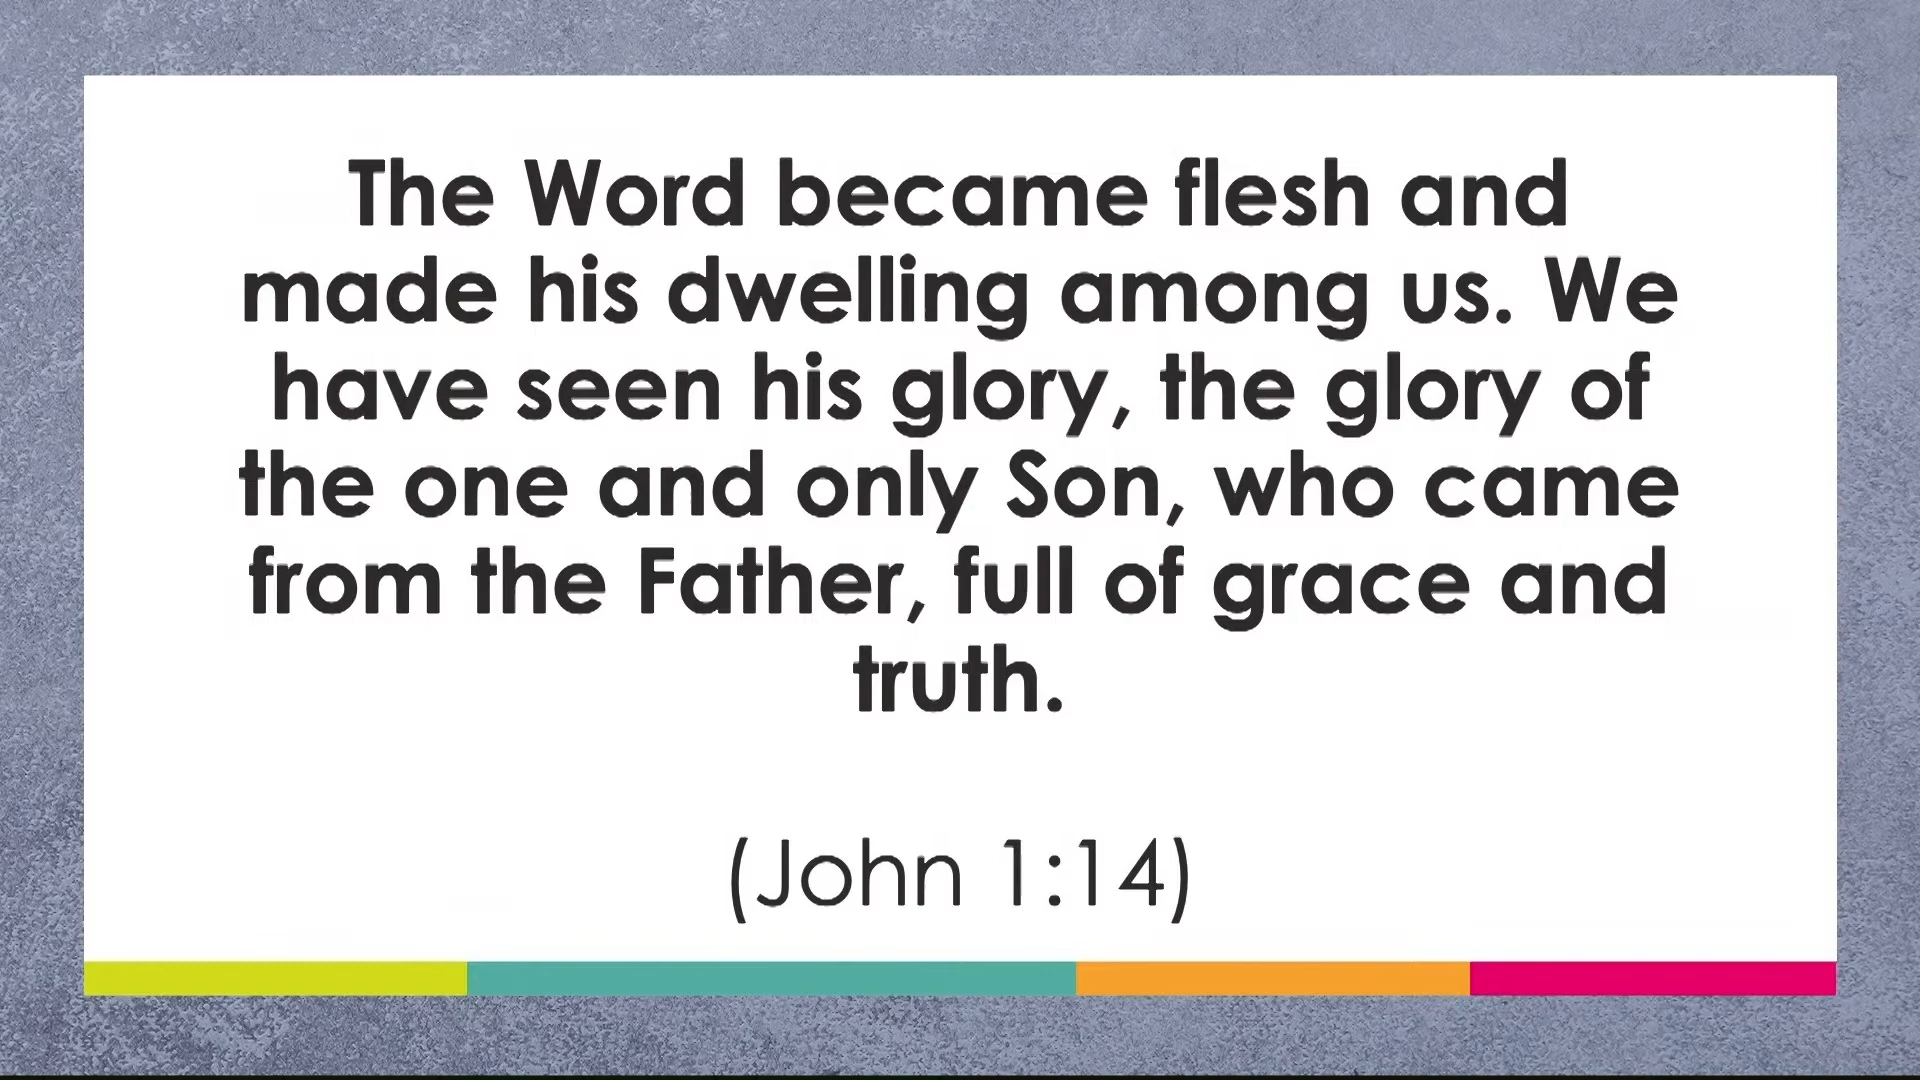 The Word became flesh and
made his dwelling among us. We
have seen his glory, the glory of
the one and only Son, who came
from the Father, full of grace and
truth.
(John 1:14)